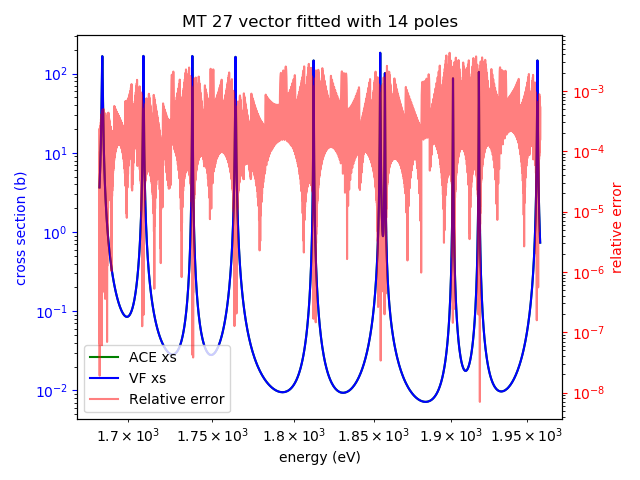 MT 27 vector fitted with 14 poles
10²
10¹
10⁰
10⁻¹
10⁻²
cross section (b)
10⁻³
10⁻⁴
10⁻⁵
10⁻⁶
10⁻⁷
10⁻⁸
relative error
ACE xs
VF xs
Relative error
1.7 × 10³ 1.75 × 10³ 1.8 × 10³ 1.85 × 10³ 1.9 × 10³ 1.95 × 10³
energy (eV)